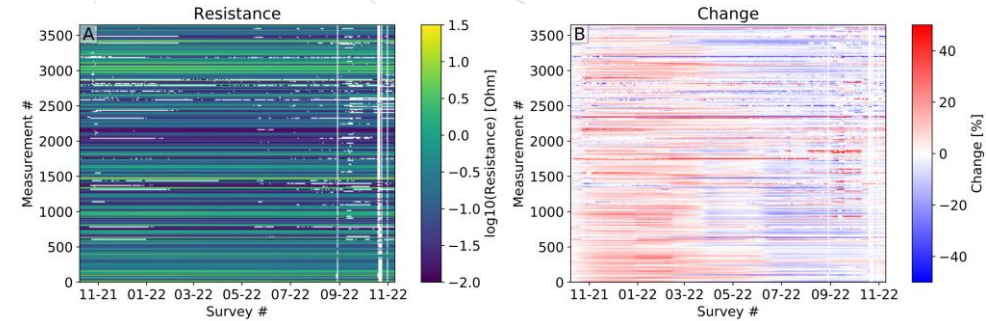 Resistance
A
3500
3000
2500
2000
1500
1000
500
0
Measurement #
11-21 01-22 03-22 05-22 07-22 09-22 11-22
Survey #
1.5
1.0
0.5
0.0
−0.5
−1.0
−1.5
−2.0
log10(Resistance) [Ohm]
Change
B
3500
3000
2500
2000
1500
1000
500
0
Measurement #
11-21 01-22 03-22 05-22 07-22 09-22 11-22
Survey #
40
20
0
−20
−40
Change [%]